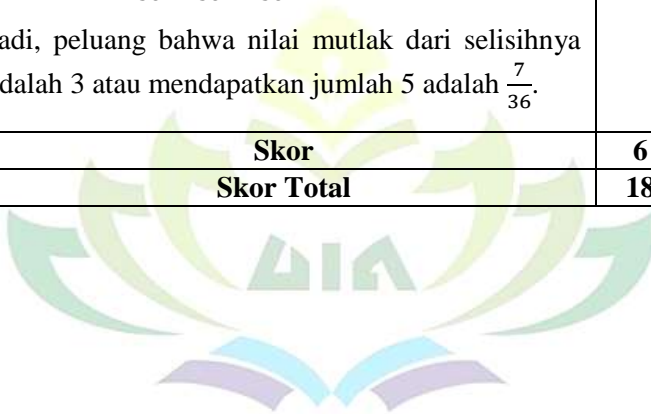 adi, peluang bahwa nilai mutlak dari selisihnya
dalah 3 atau mendapatkan jumlah 5 adalah 7/36.
Skor 6
Skor Total 18
UIN